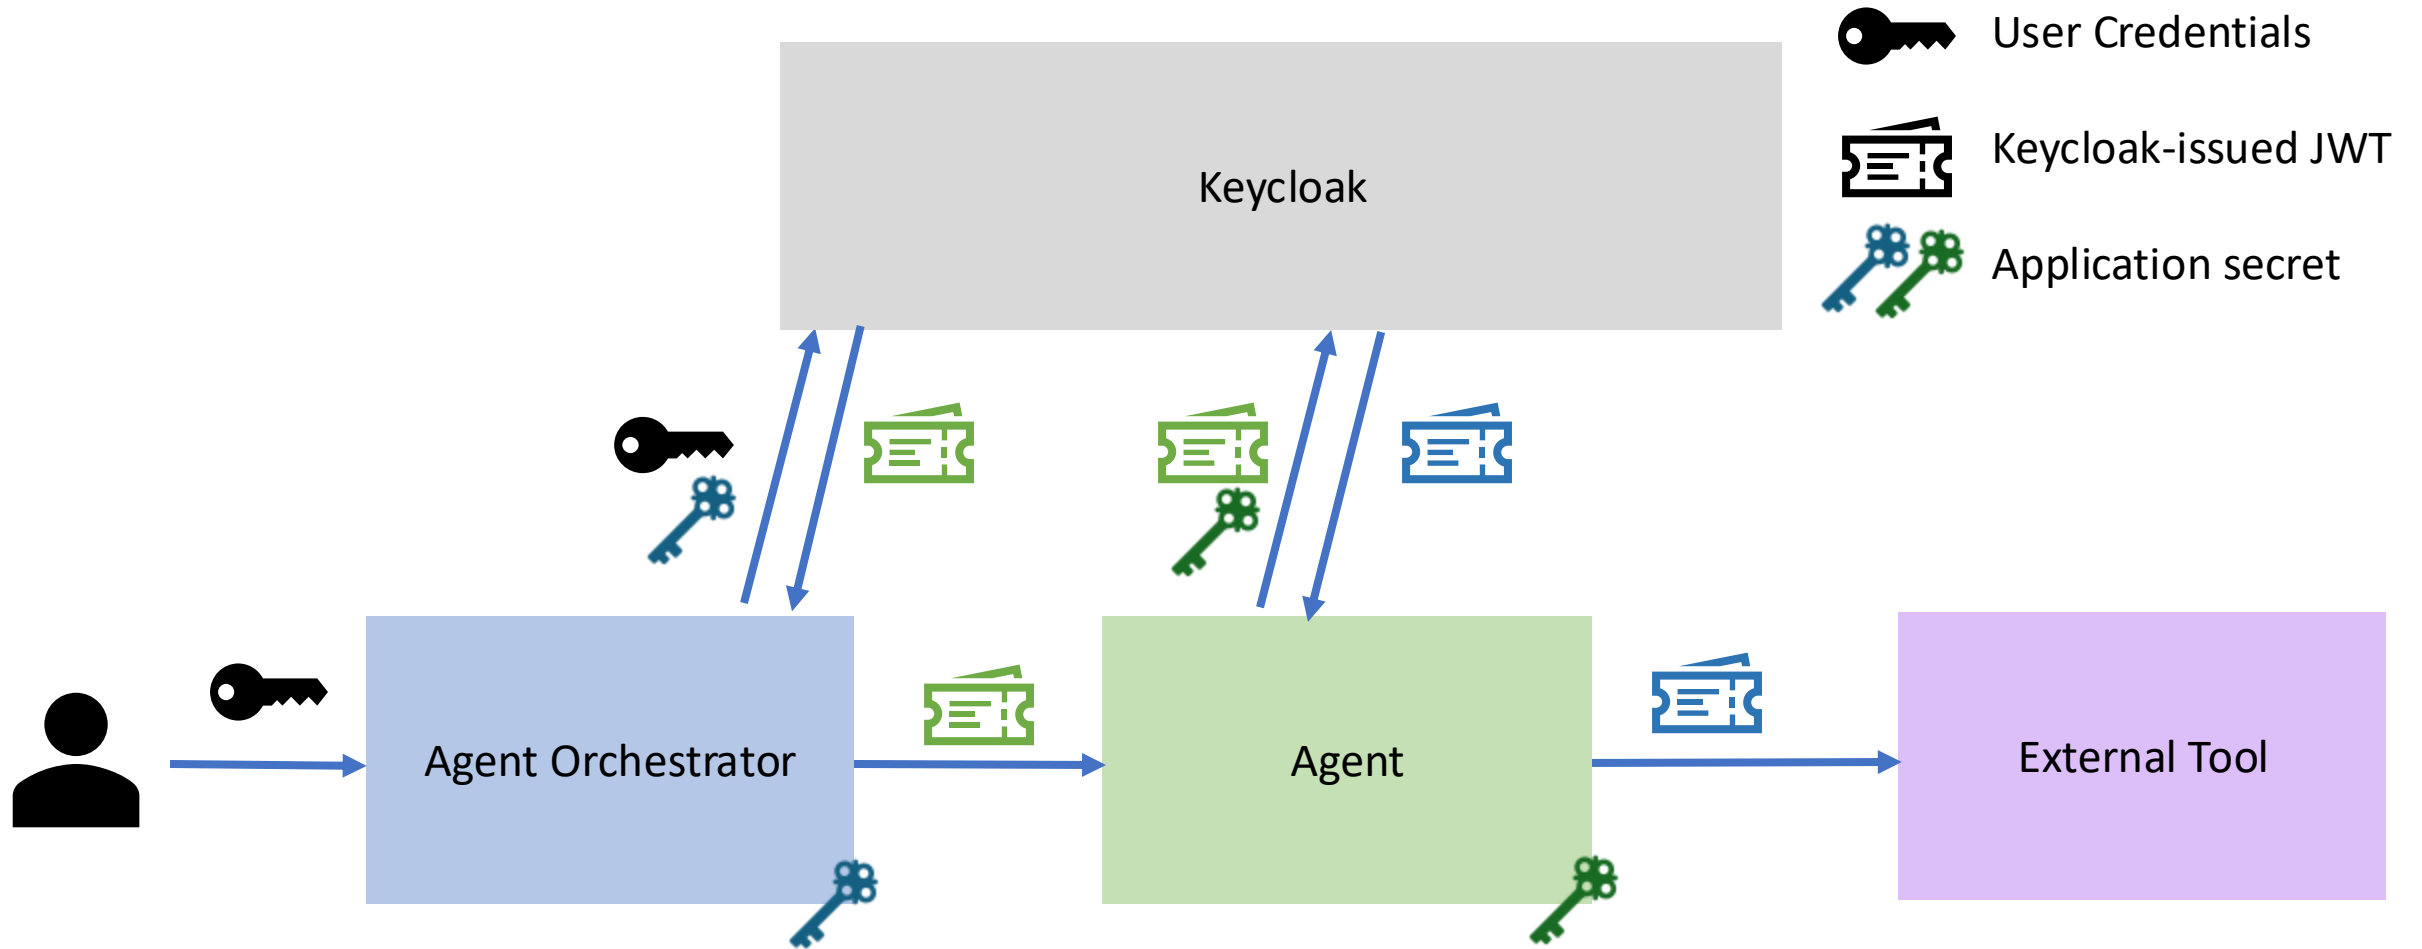 User Credentials
Keycloak-issued JWT
Application secret
Keycloak
Agent Orchestrator
Agent
External Tool